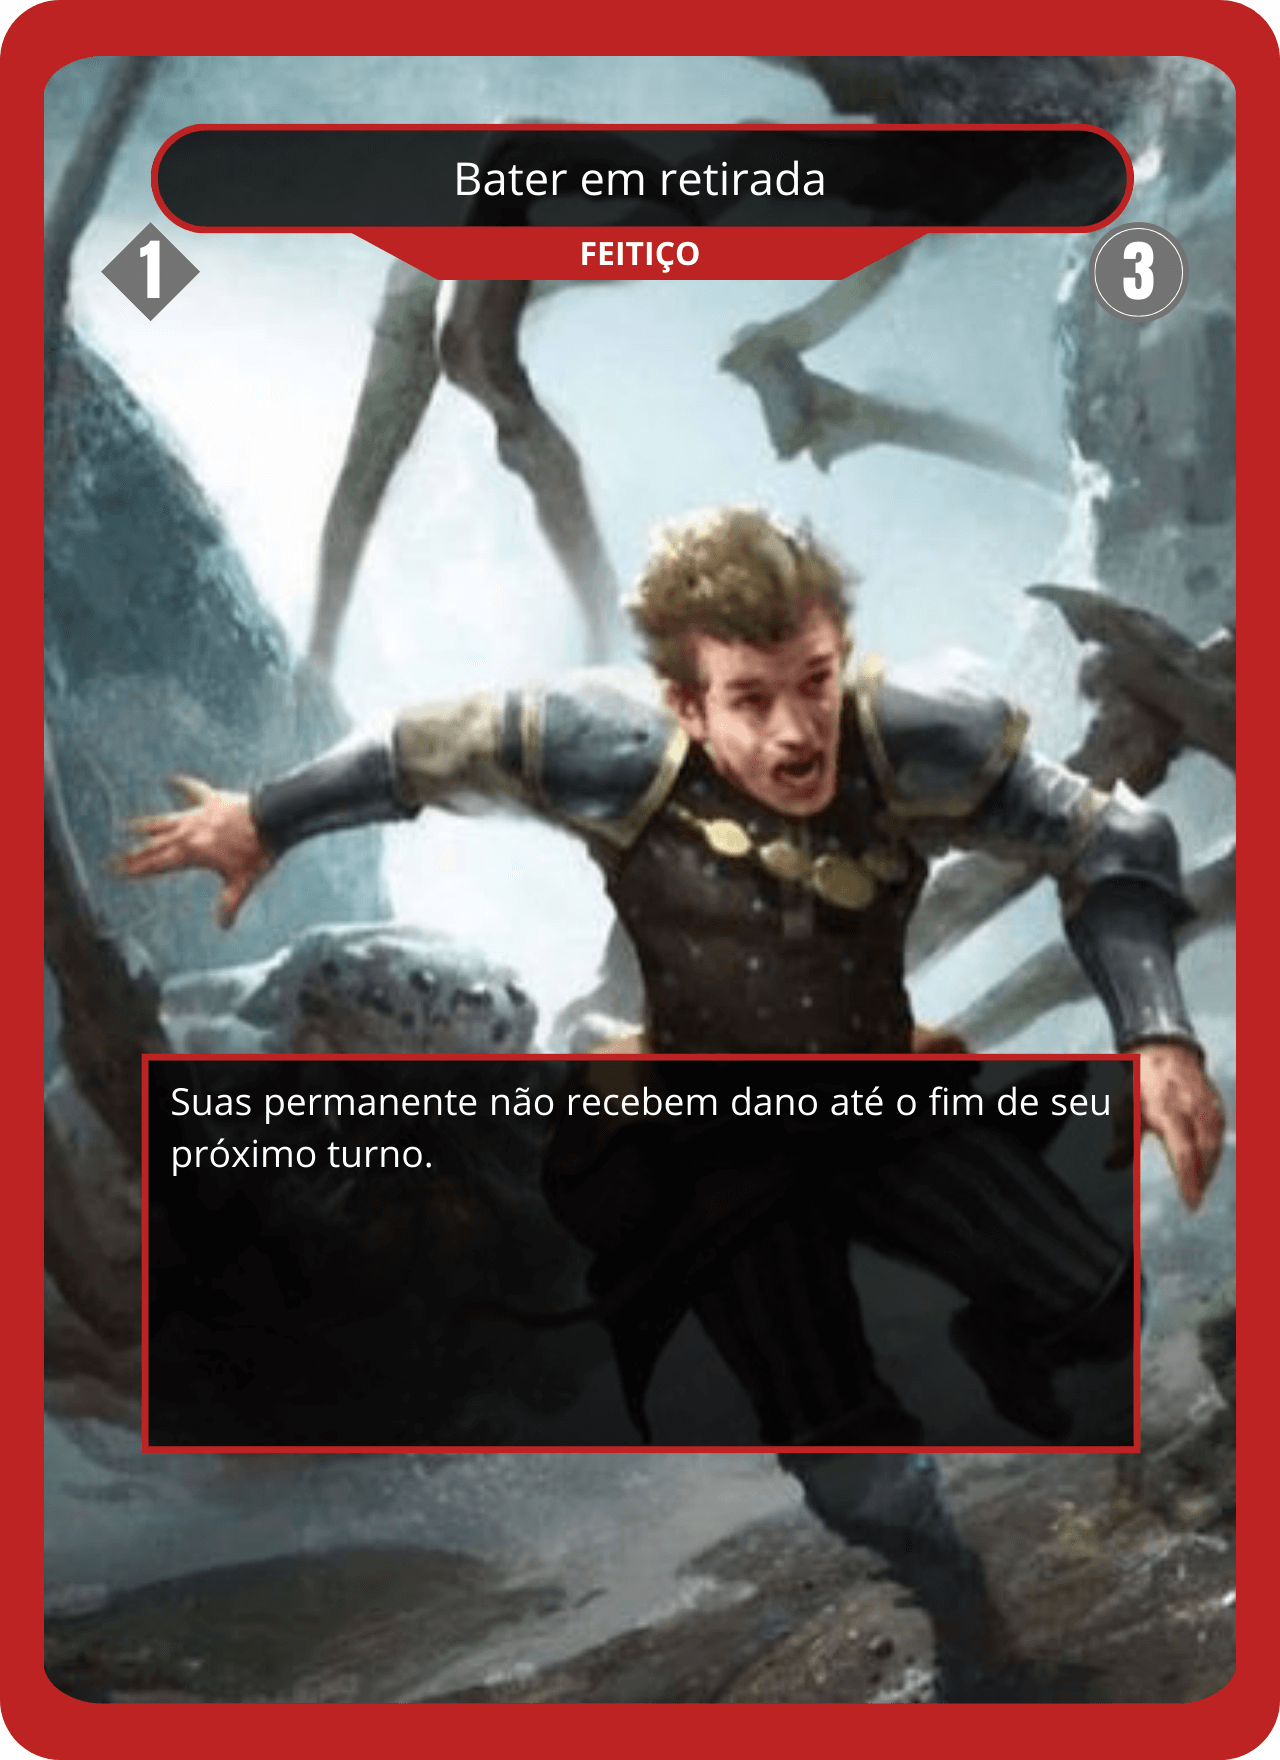 Bater em retirada
FEITIÇO
1
3
Suas permanente não recebem dano até o fim de seu
próximo turno.